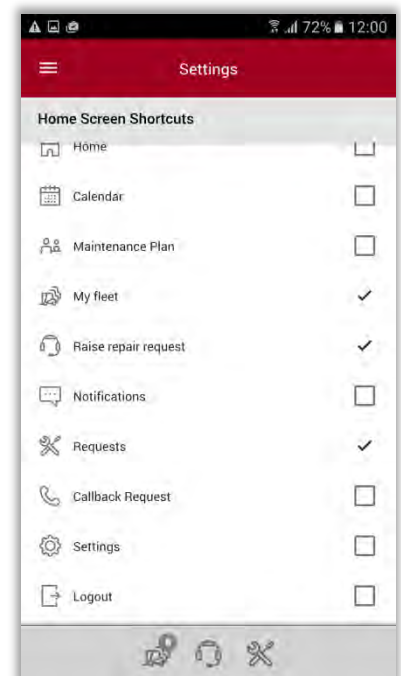 72% 12:00
Settings
Home Screen Shortcuts
Home
Calendar
Maintenance Plan
My fleet
Raise repair request
Notifications
Requests
Callback Request
Settings
Logout